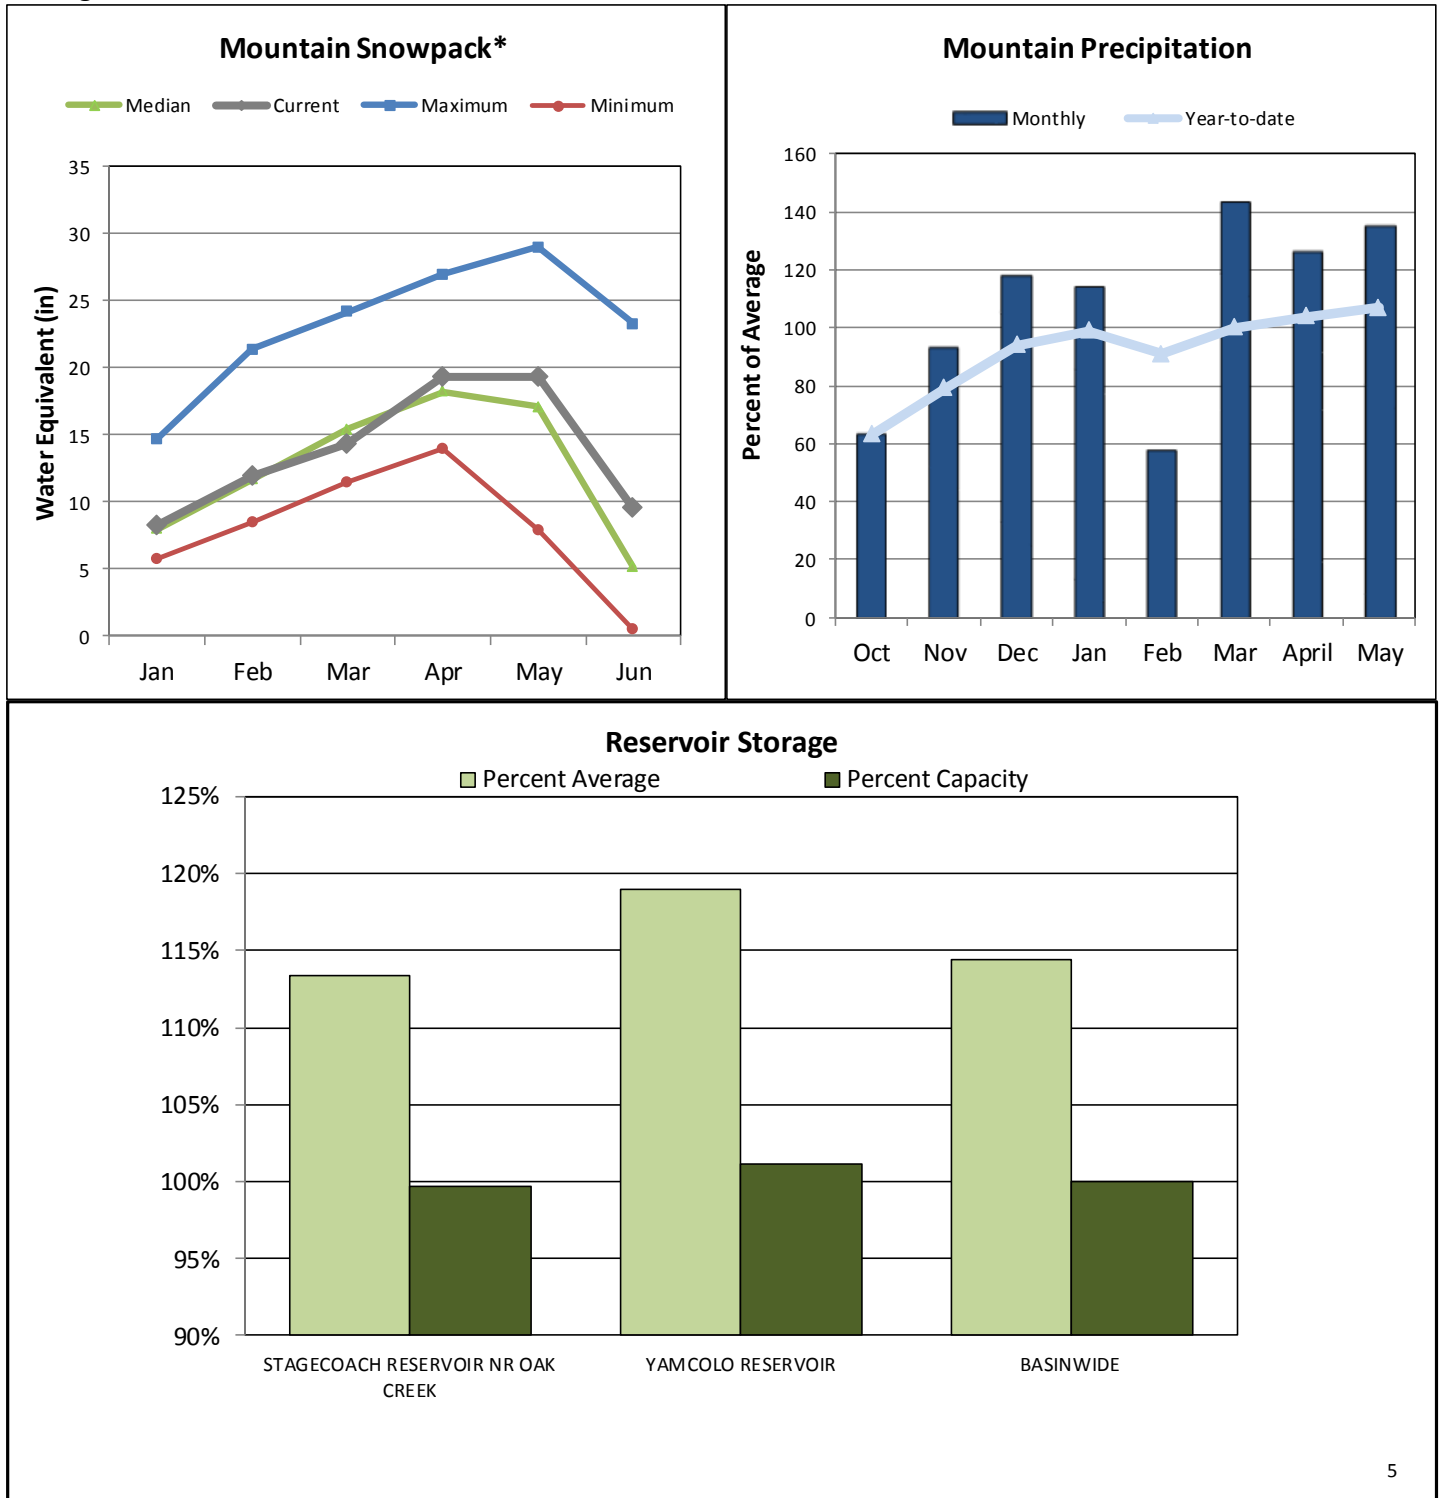 Mountain Snowpack*
Median Current Maximum Minimum
35
30
25
20
15
10
5
0
Water Equivalent (in)
Jan Feb Mar Apr May Jun
Mountain Precipitation
Monthly Year-to-date
160
140
120
100
80
60
40
20
0
Percent of Average
Oct Nov Dec Jan Feb Mar April May
Reservoir Storage
Percent Average Percent Capacity
125%
120%
115%
110%
105%
100%
95%
90%
STAGECOACH RESERVOIR NR OAK
CREEK
YAMCOLO RESERVOIR
BASINWIDE
5